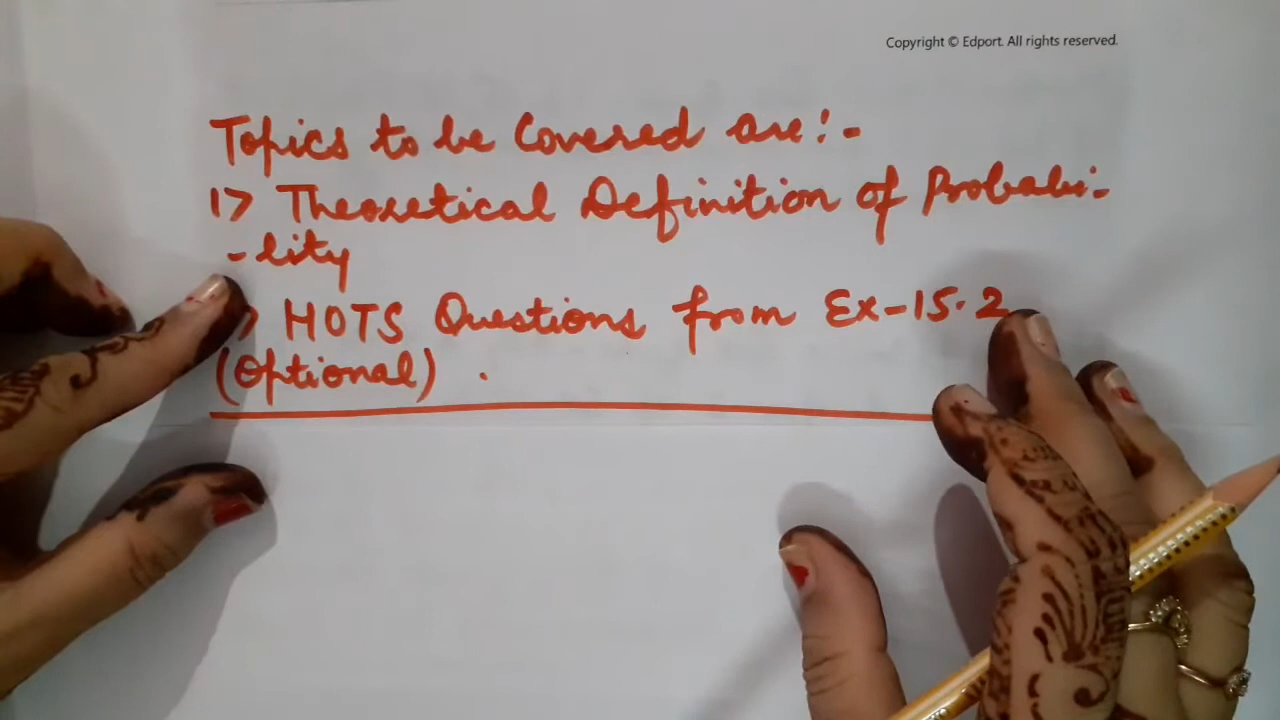 Copyright © Edport. All rights reserved.
Topics to be Covered are:-
1> Theoretical Definition of Probabi-
-lity
> HOTS Questions from Ex-15.2
(Optional).